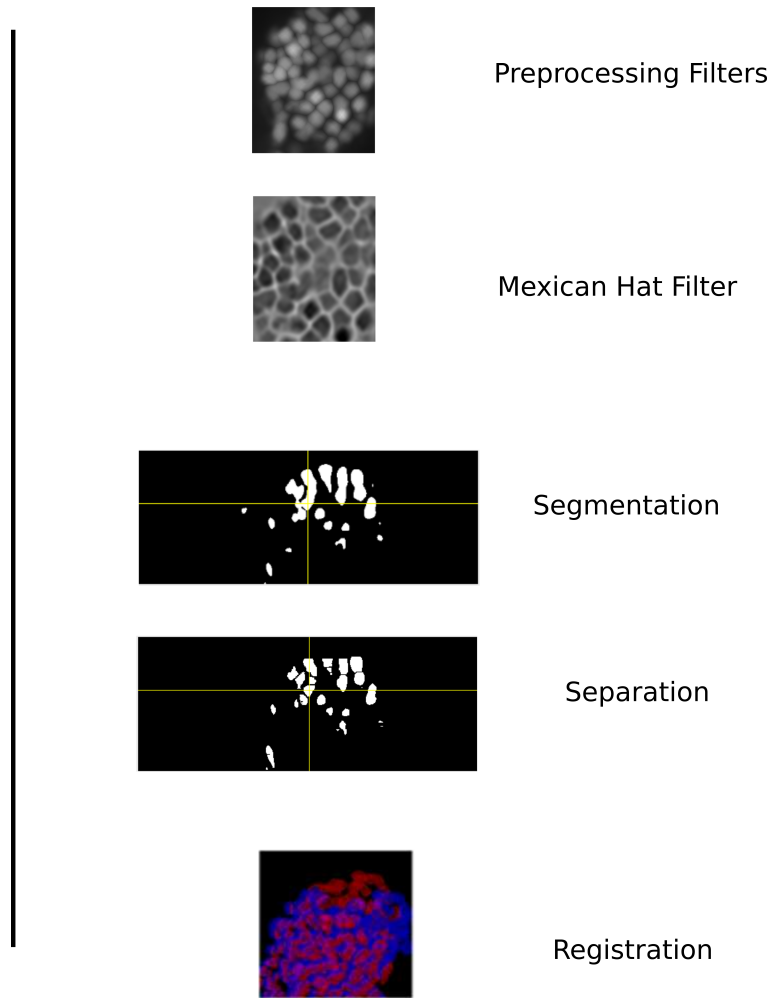 Preprocessing Filters
Mexican Hat Filter
Segmentation
Separation
Registration